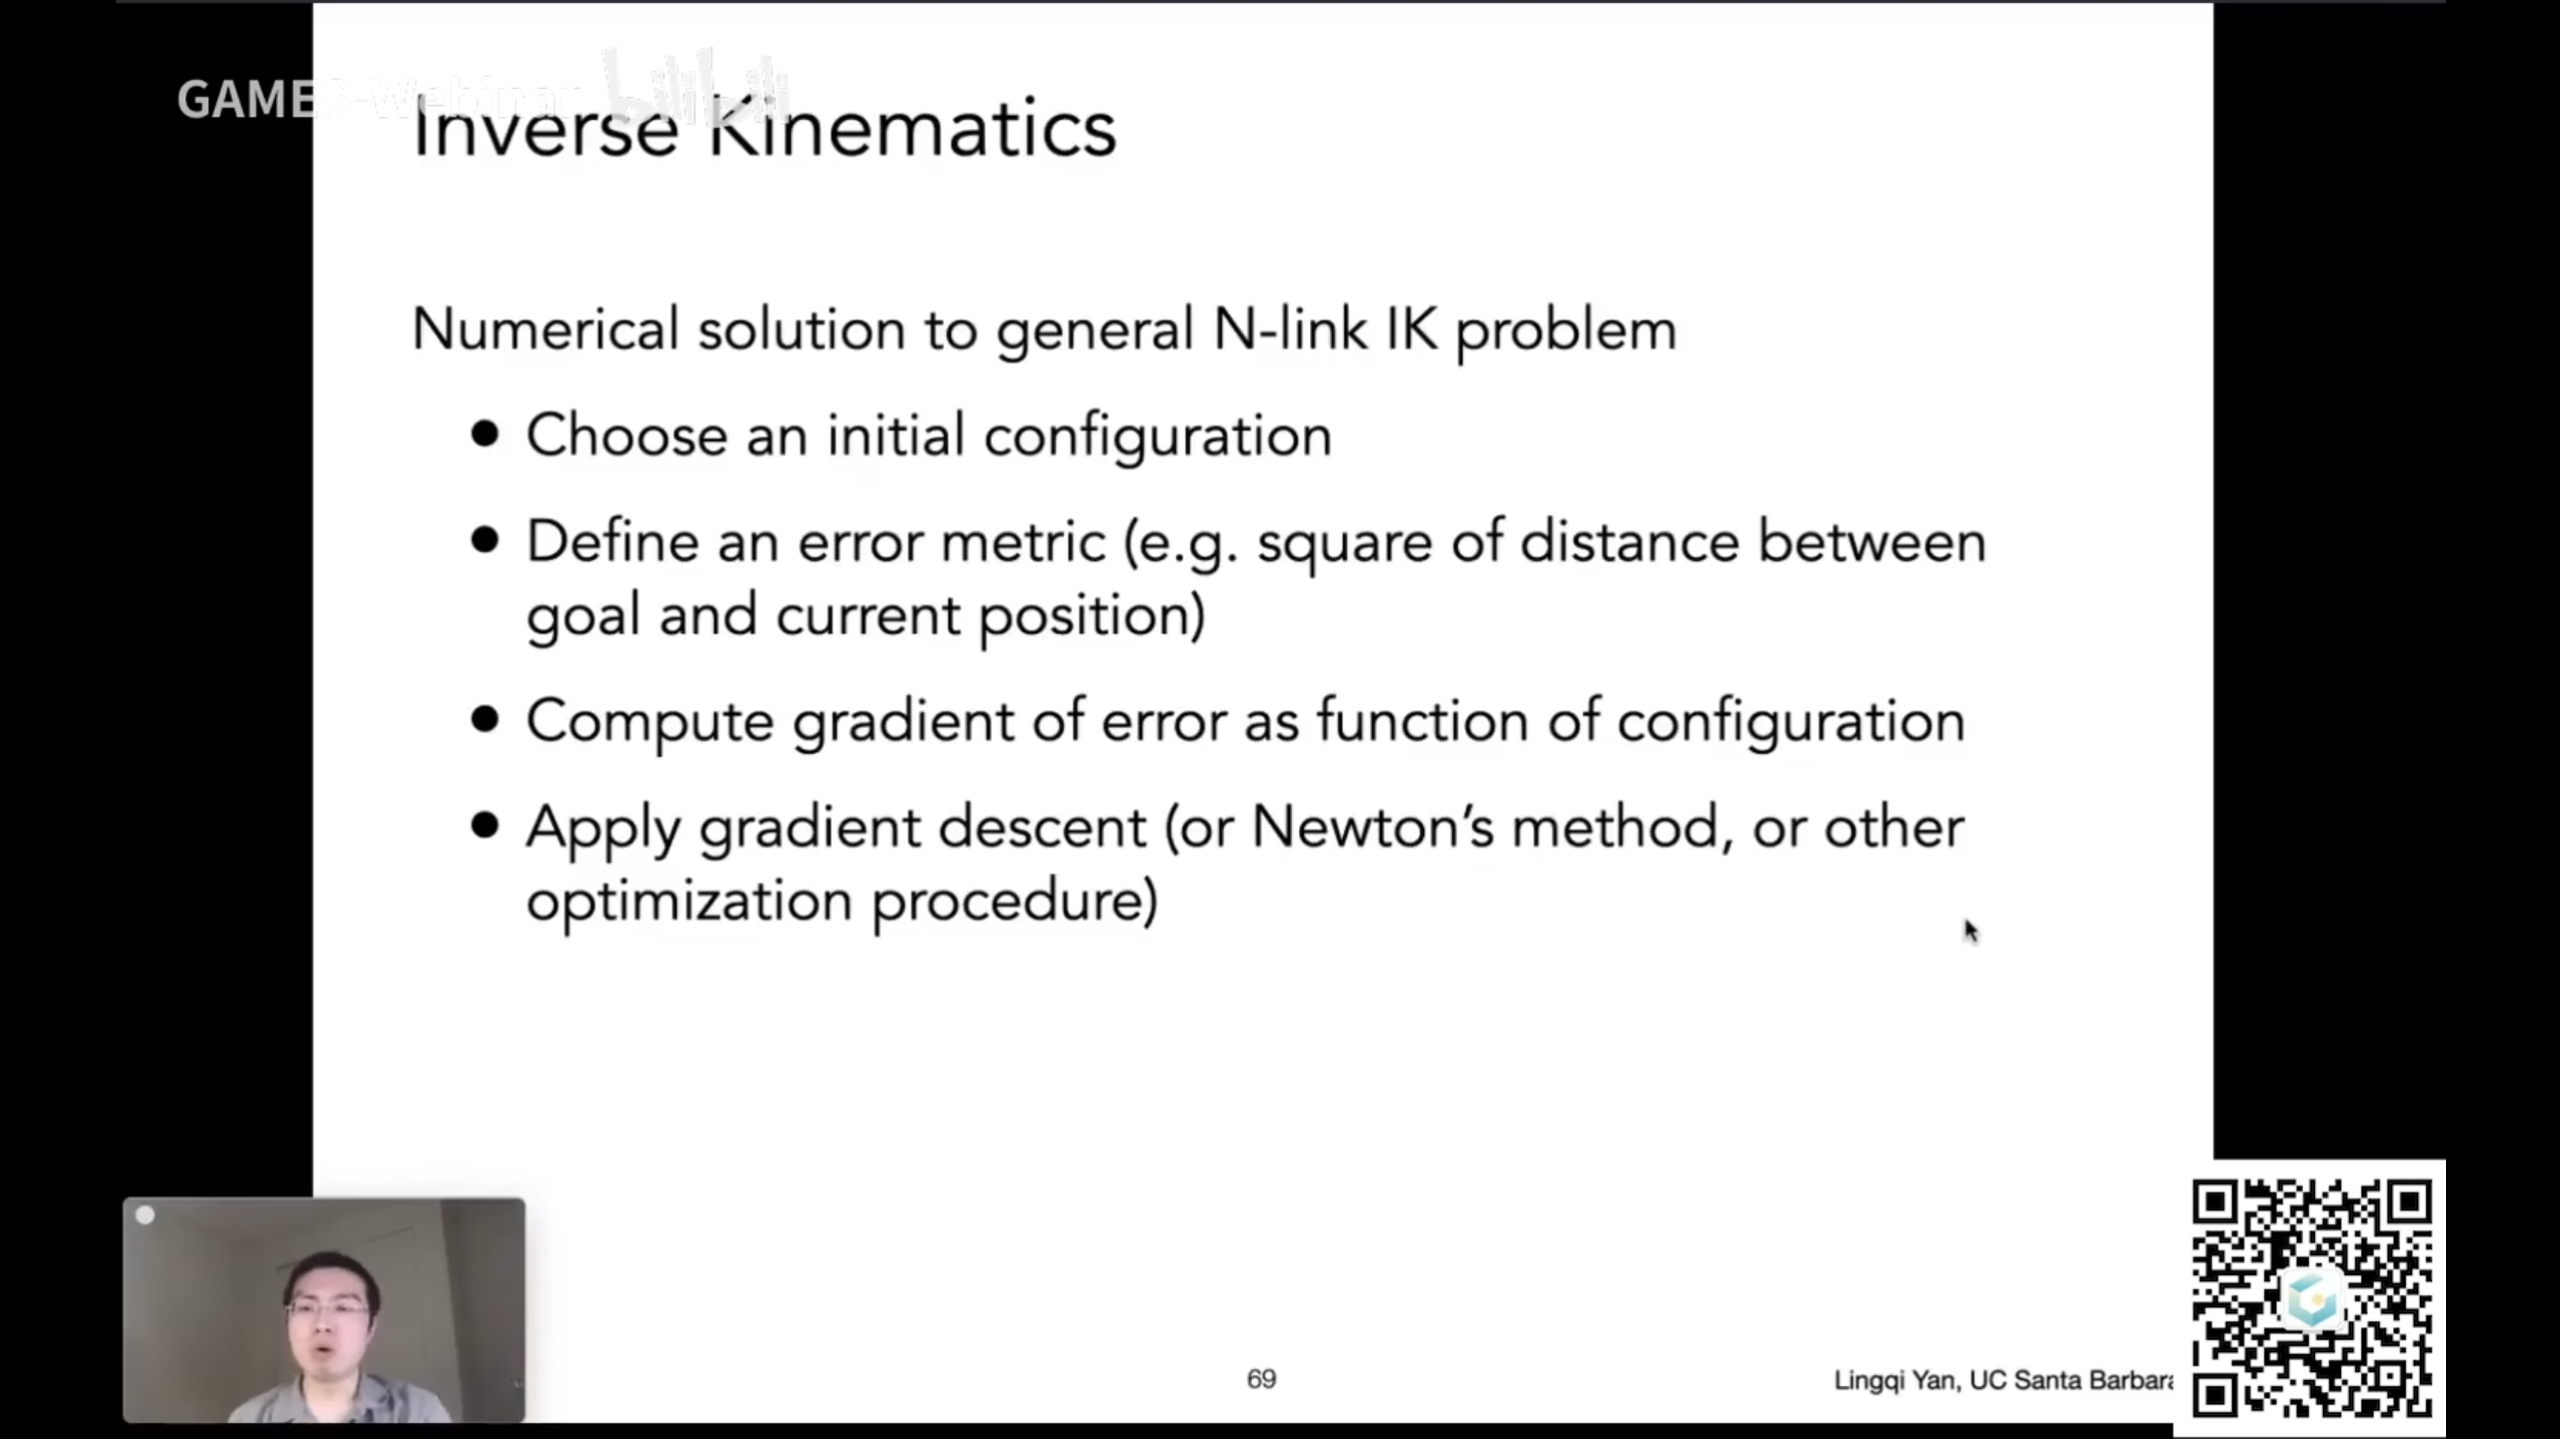 GAMES-Webinar bilibili
Inverse Kinematics
Numerical solution to general N-link IK problem
● Choose an initial configuration
● Define an error metric (e.g. square of distance between
goal and current position)
● Compute gradient of error as function of configuration
● Apply gradient descent (or Newton’s method, or other
optimization procedure)
69
Lingqi Yan, UC Santa Barbara